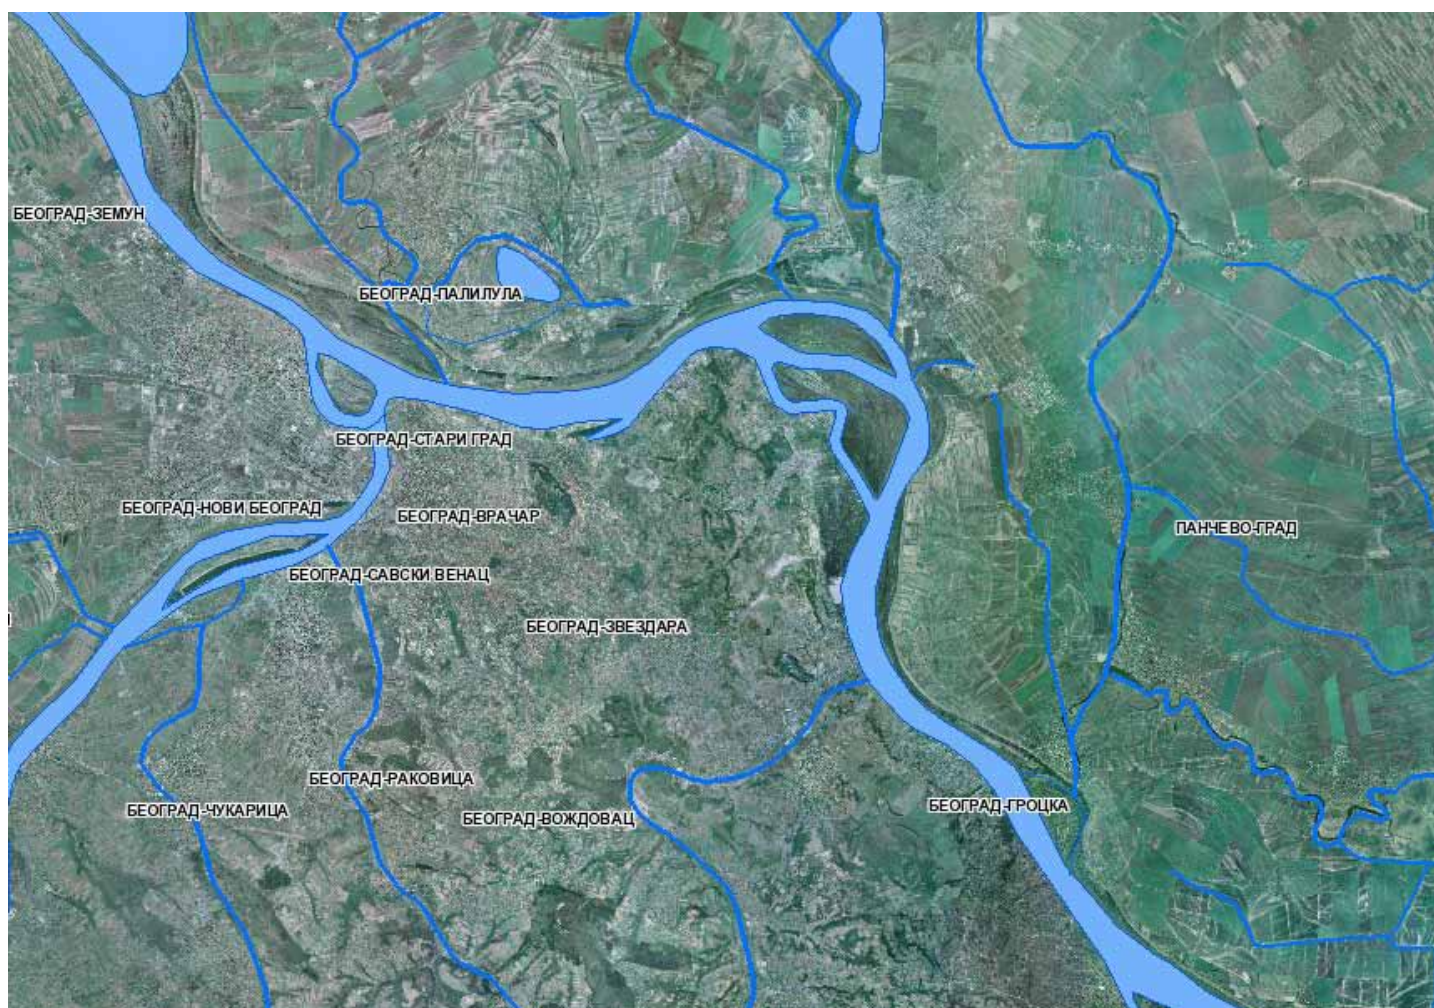 БЕОГРАД-ЗЕМУН
БЕОГРАД-ПАЛИЛУЛА
БЕОГРАД-СТАРИ ГРАД
БЕОГРАД-НОВИ БЕОГРАД
БЕОГРАД-ВРАЧАР
ПАНЧЕВО-ГРАД
БЕОГРАД-САВСКИ ВЕНАЦ
БЕОГРАД-ЗВЕЗДАРА
БЕОГРАД-РАКОВИЦА
БЕОГРАД-ЧУКАРИЦА
БЕОГРАД-ВОЖДОВАЦ
БЕОГРАД-ГРОЦКА